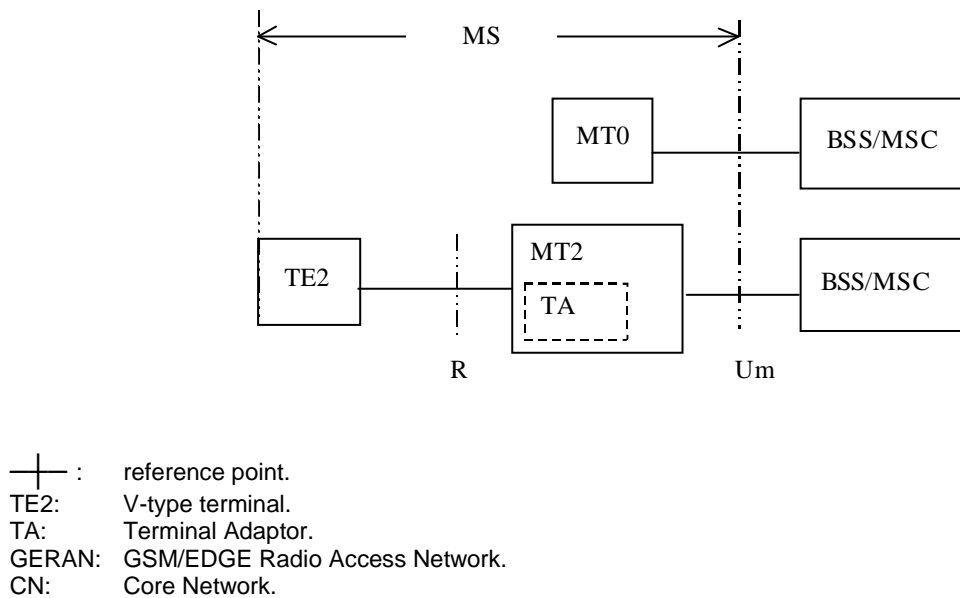 MS
MT0
BSS/MSC
TE2
MT2
TA
BSS/MSC
R
Um
: reference point.
TE2: V-type terminal.
TA: Terminal Adaptor.
GERAN: GSM/EDGE Radio Access Network.
CN: Core Network.